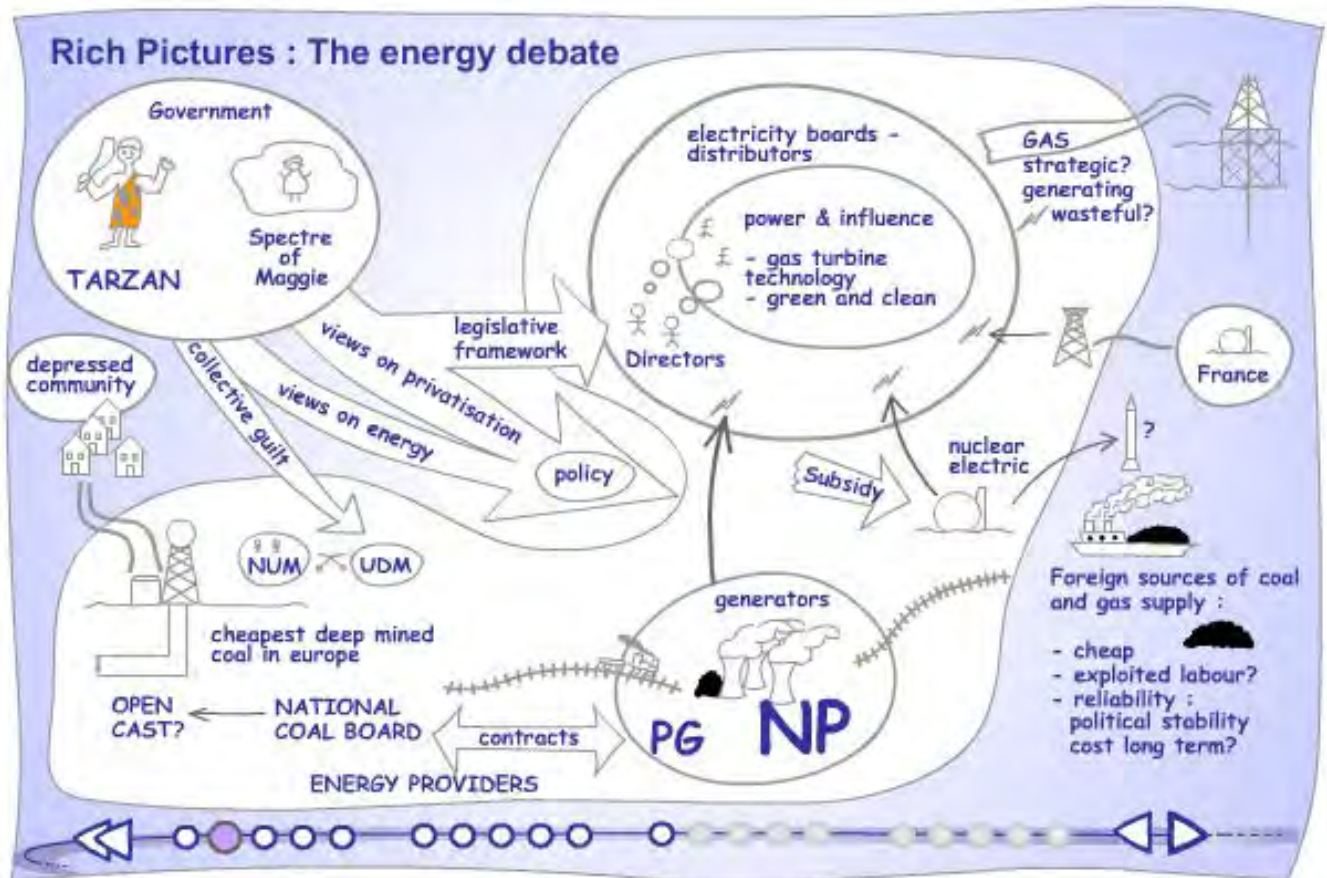 Rich Pictures : The energy debate
Government
TARZAN
Spectre
of
Maggie
depressed
community
collective guilt
views on energy
views on privatisation
legislative
framework
policy
electricity boards -
distributors
power & influence
£
£ - gas turbine
technology
- green and clean
Directors
GAS
strategic?
generating
wasteful?
France
nuclear
electric
?
Subsidy
NUM
UDM
cheapest deep mined
coal in europe
OPEN
CAST?
NATIONAL
COAL BOARD
contracts
ENERGY PROVIDERS
generators
PG
NP
Foreign sources of coal
and gas supply :
- cheap
- exploited labour?
- reliability :
political stability
cost long term?